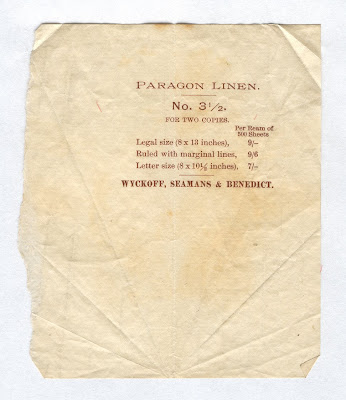 PARAGON LINEN.
No. 3½.
FOR TWO COPIES.
Per Ream of
500 Sheets
Legal size (8 x 13 inches), 9/–
Ruled with marginal lines, 9/6
Letter size (8 x 10½ inches), 7/–
WYCKOFF, SEAMANS & BENEDICT.